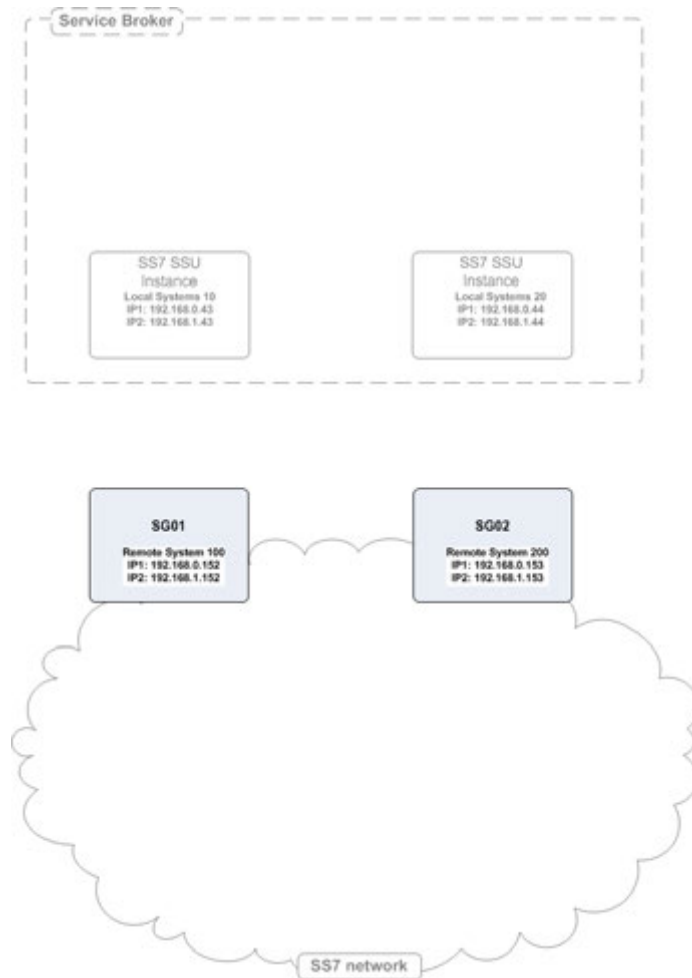 Service Broker
SS7 SSU
Instance
Local Systems 10
IP1: 192.168.0.43
IP2: 192.168.1.43
SS7 SSU
Instance
Local Systems 20
IP1: 192.168.0.44
IP2: 192.168.1.44
SG01
Remote System 100
IP1: 192.168.0.152
IP2: 192.168.1.152
SG02
Remote System 200
IP1: 192.168.0.153
IP2: 192.168.1.153
SS7 network